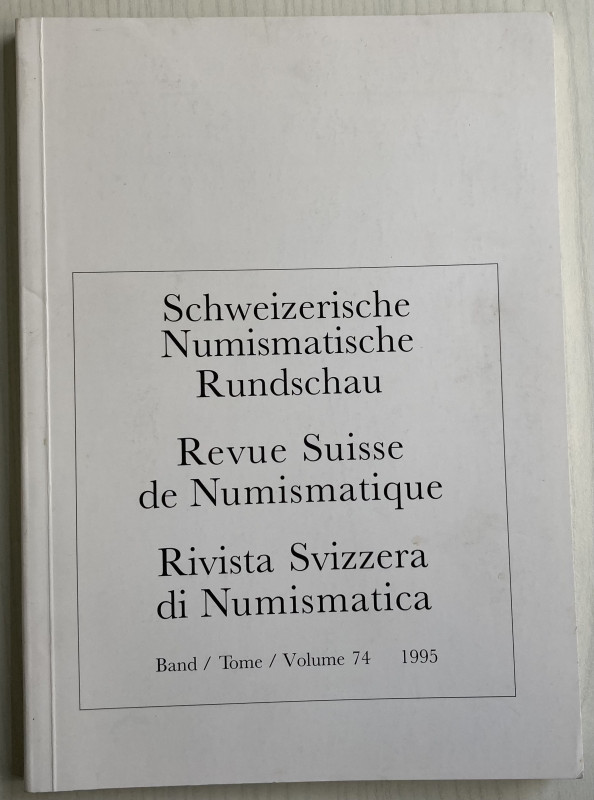 Schweizerische
Numismatische
Rundschau
Revue Suisse
de Numismatique
Rivista Svizzera
di Numismatica
Band / Tome / Volume 74 1995